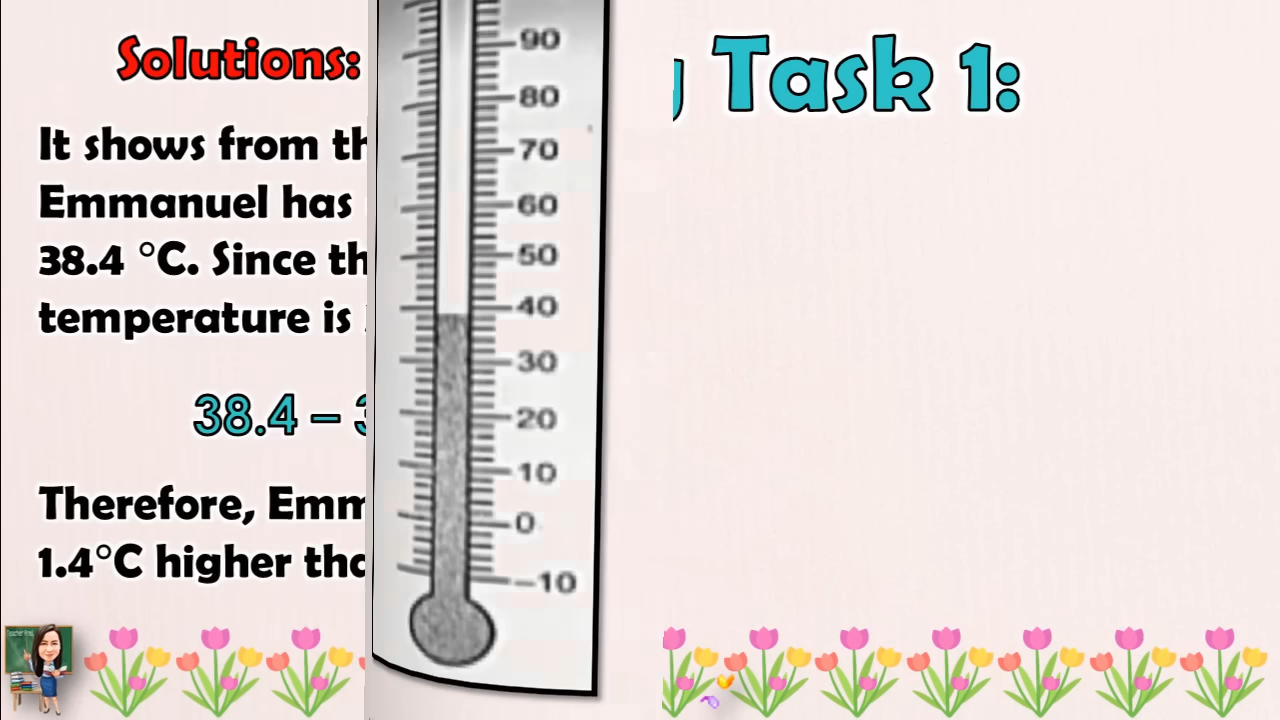 Solutions:
It shows from th
Emmanuel has
38.4 °C. Since th
temperature is
38.4 – 3
Therefore, Emm
1.4°C higher tha
90
80
70
60
50
40
30
20
10
0
–10
Task 1: